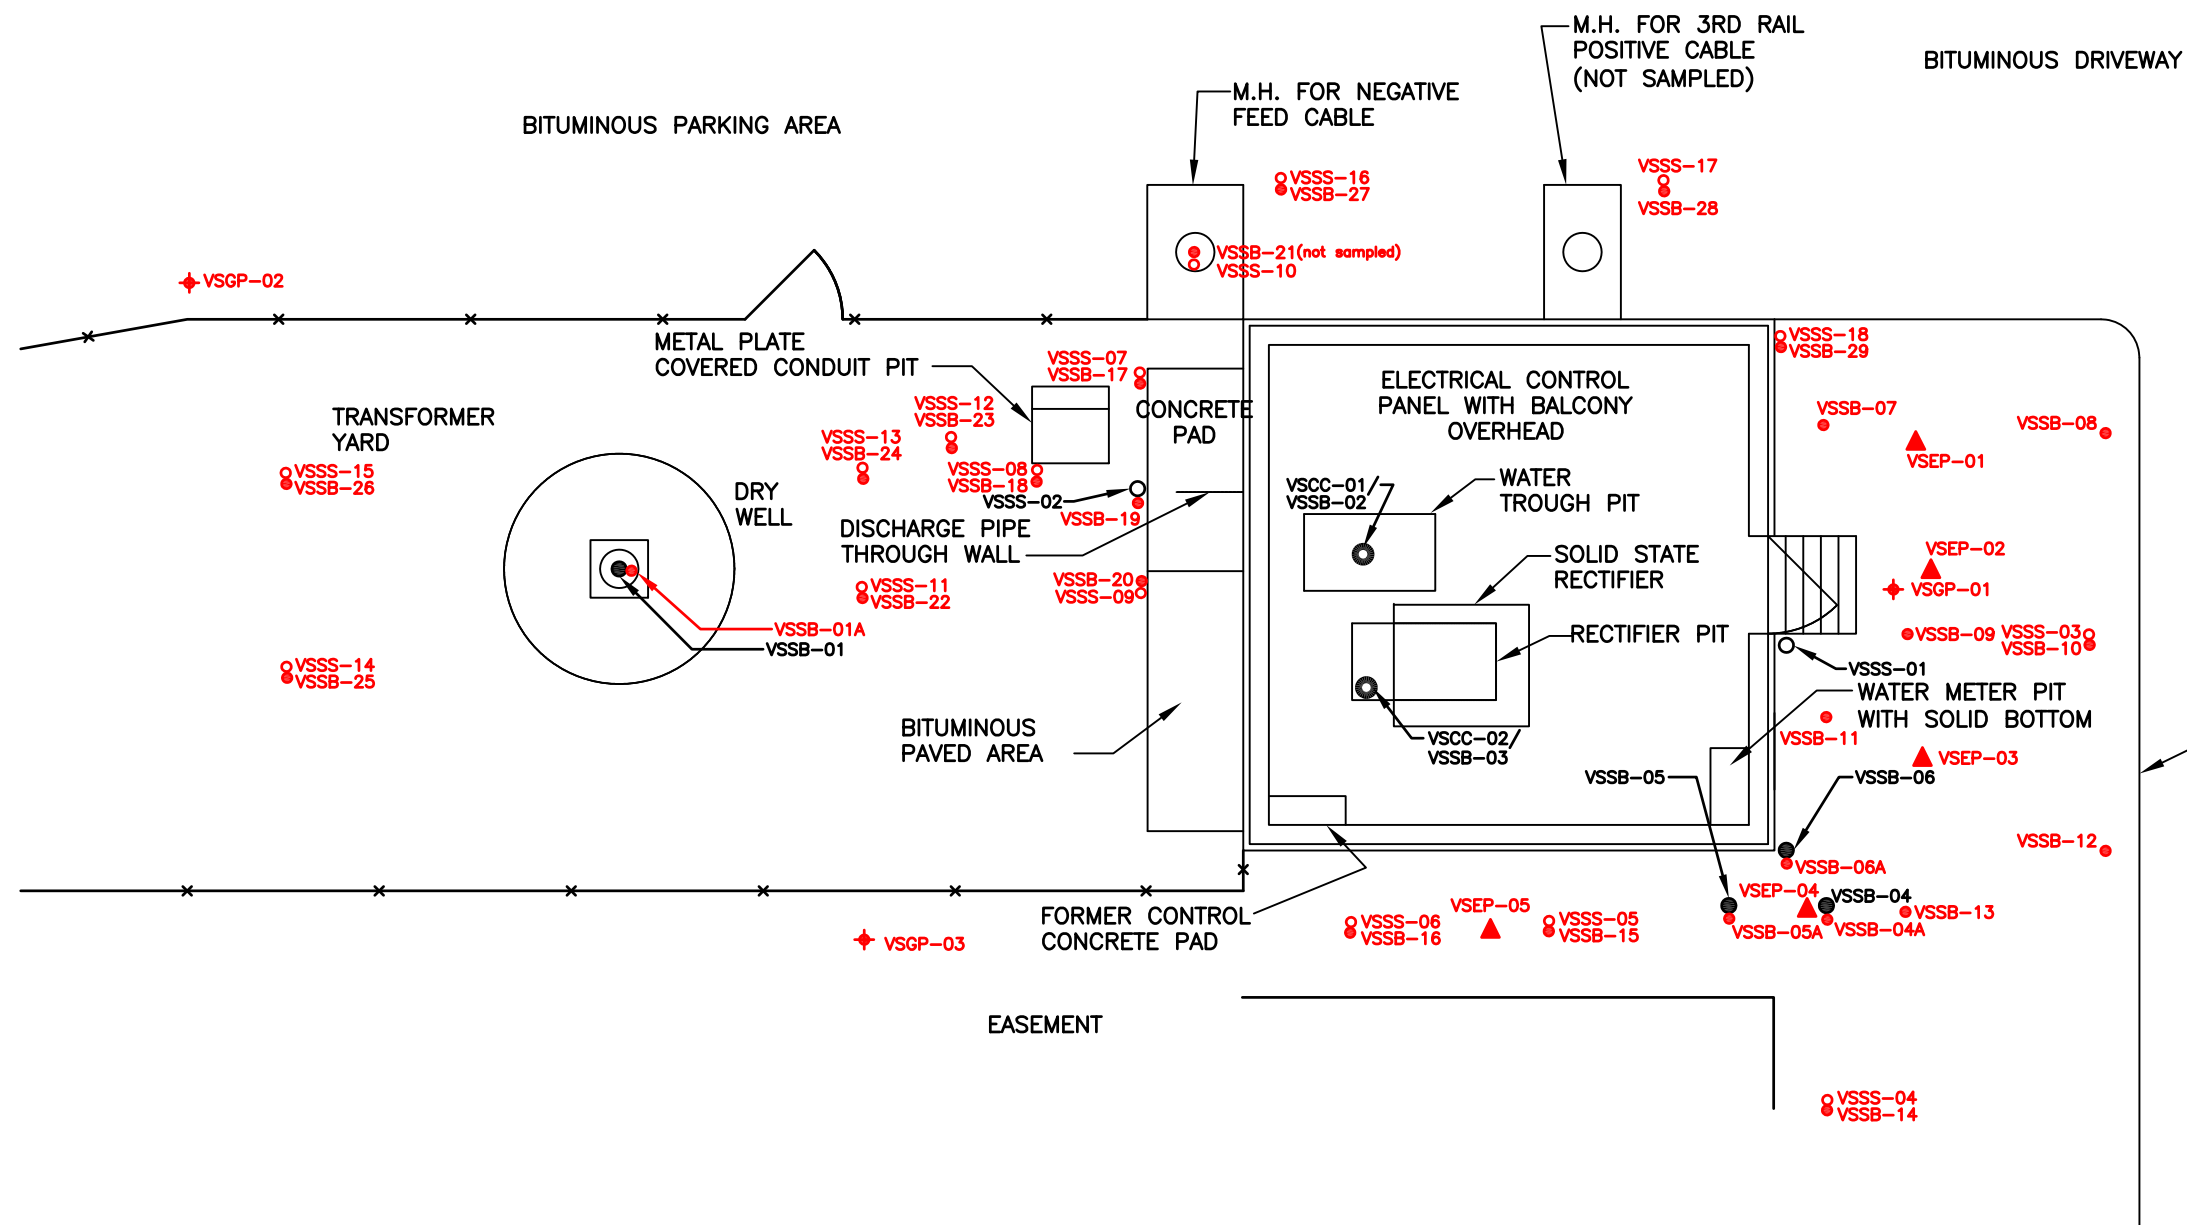 M.H. FOR 3RD RAIL
POSITIVE CABLE
(NOT SAMPLED)
BITUMINOUS DRIVEWAY
M.H. FOR NEGATIVE
FEED CABLE
BITUMINOUS PARKING AREA
VSSS-16
VSSB-27
VSSS-17
VSSB-28
VSSB-21(not sampled)
VSSS-10
VSGP-02
METAL PLATE
COVERED CONDUIT PIT
VSSS-07
VSSB-17
VSSS-18
VSSB-29
ELECTRICAL CONTROL
PANEL WITH BALCONY
OVERHEAD
CONCRETE
PAD
VSSS-12
VSSB-23
VSSB-07
VSSB-08
TRANSFORMER
YARD
VSSS-13
VSSB-24
VSEP-01
VSSS-15
VSSB-26
VSSS-08
VSSB-18
VSSS-02
VSSB-19
DRY
WELL
VSCC-01/
VSSB-02
WATER
TROUGH PIT
DISCHARGE PIPE
THROUGH WALL
SOLID STATE
RECTIFIER
VSEP-02
VSGP-01
VSSS-11
VSSB-22
VSSB-20
VSSS-09
VSSB-01A
VSSB-01
RECTIFIER PIT
VSSB-09
VSSS-03
VSSB-10
VSSS-14
VSSB-25
VSSS-01
WATER METER PIT
WITH SOLID BOTTOM
BITUMINOUS
PAVED AREA
VSCC-02/
VSSB-03
VSSB-11
VSEP-03
VSSB-05
VSSB-06
VSSB-12
VSSB-06A
VSEP-04
VSSB-04
VSSB-13
VSSB-05A
VSSB-04A
FORMER CONTROL
CONCRETE PAD
VSSS-06
VSSB-16
VSEP-05
VSSS-05
VSSB-15
VSGP-03
EASEMENT
VSSS-04
VSSB-14